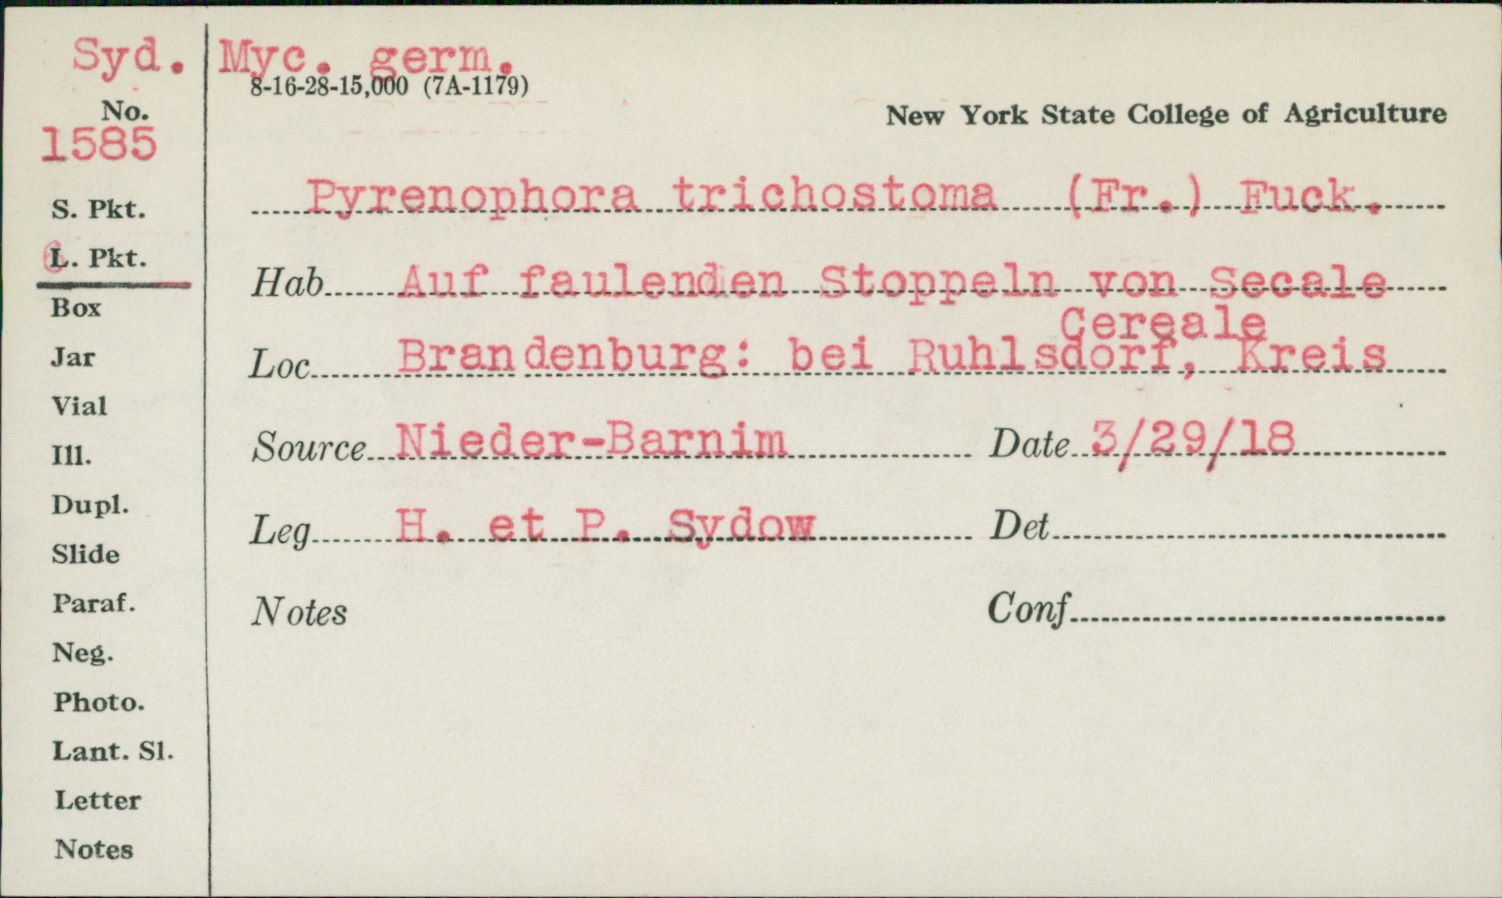 Syd. Myc. germ.
8-16-28-15,000 (7A-1179)
No.
New York State College of Agriculture
1585
S. Pkt.
Pyrenophora trichostoma (Fr.) Fuck.
L. Pkt.
Hab Auf faulenden Stoppeln von Secale
Cereale
Box
Loc Brandenburg: bei Ruhlsdorf, Kreis
Jar
Vial
Source Nieder-Barnim Date 3/29/18
Ill.
Dupl.
Leg H. et P. Sydow Det
Slide
Paraf.
Notes Conf
Neg.
Photo.
Lant. Sl.
Letter
Notes